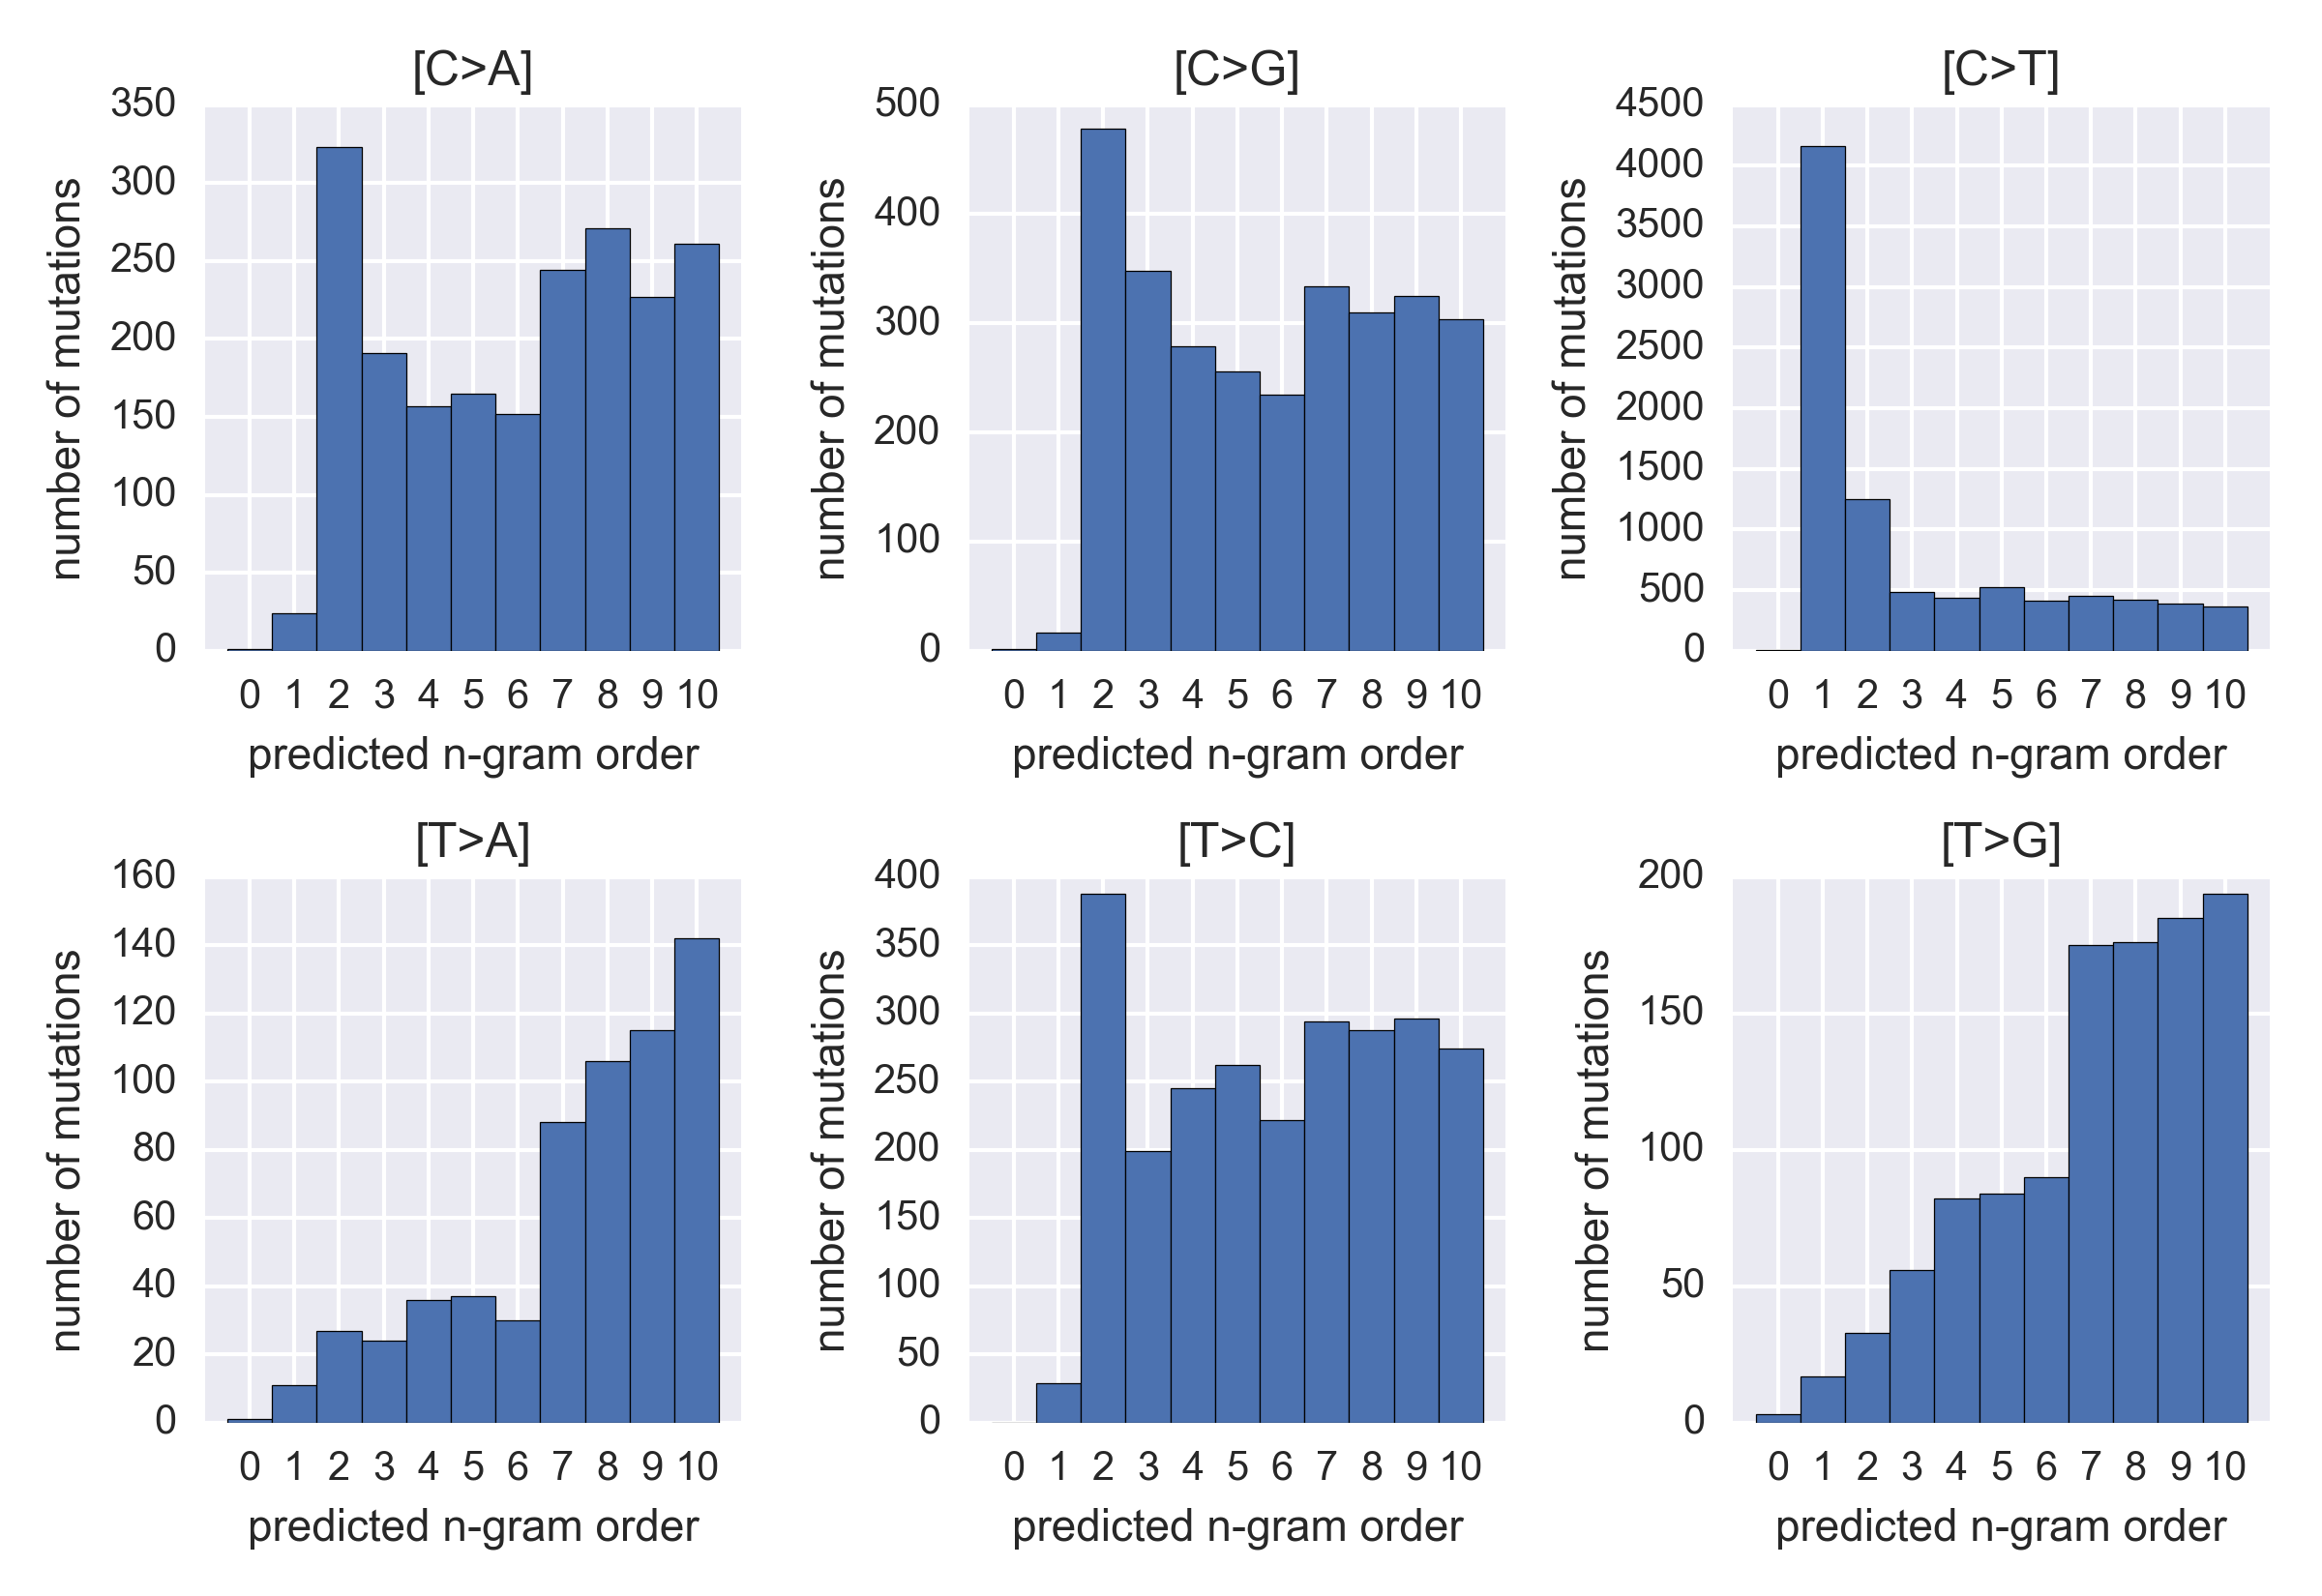 [C>A]
350
300
250
200
150
100
50
0
number of mutations
0 1 2 3 4 5 6 7 8 9 10
predicted n-gram order
[C>G]
500
400
300
200
100
0
number of mutations
0 1 2 3 4 5 6 7 8 9 10
predicted n-gram order
[C>T]
4500
4000
3500
3000
2500
2000
1500
1000
500
0
number of mutations
0 1 2 3 4 5 6 7 8 9 10
predicted n-gram order
[T>A]
160
140
120
100
80
60
40
20
0
number of mutations
0 1 2 3 4 5 6 7 8 9 10
predicted n-gram order
[T>C]
400
350
300
250
200
150
100
50
0
number of mutations
0 1 2 3 4 5 6 7 8 9 10
predicted n-gram order
[T>G]
200
150
100
50
0
number of mutations
0 1 2 3 4 5 6 7 8 9 10
predicted n-gram order